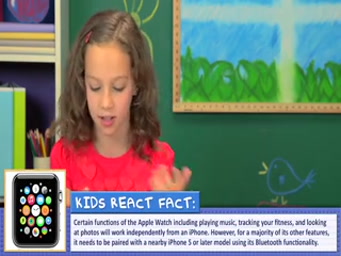 KIDS REACT FACT:
Certain functions of the Apple Watch including playing music, tracking your fitness, and looking
at photos will work independently from an iPhone. However, for a majority of its other features,
it needs to be paired with a nearby iPhone 5 or later model using its Bluetooth functionality.